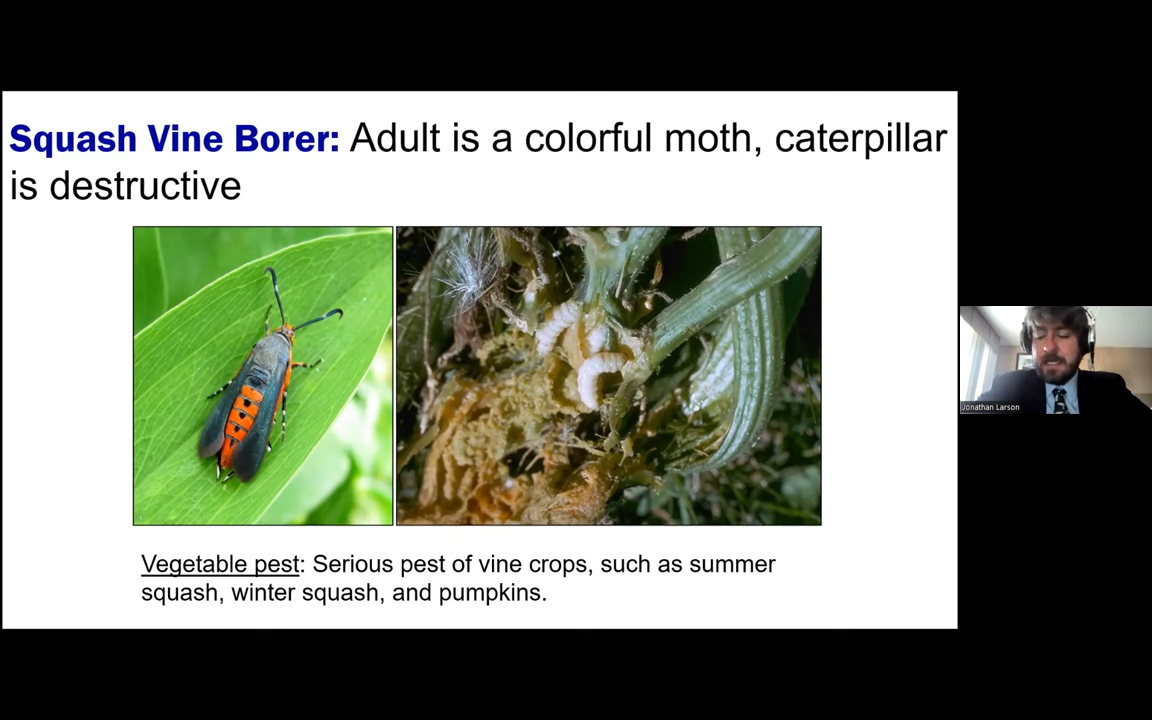 Squash Vine Borer: Adult is a colorful moth, caterpillar
is destructive
Vegetable pest: Serious pest of vine crops, such as summer
squash, winter squash, and pumpkins.
Jonathan Larson